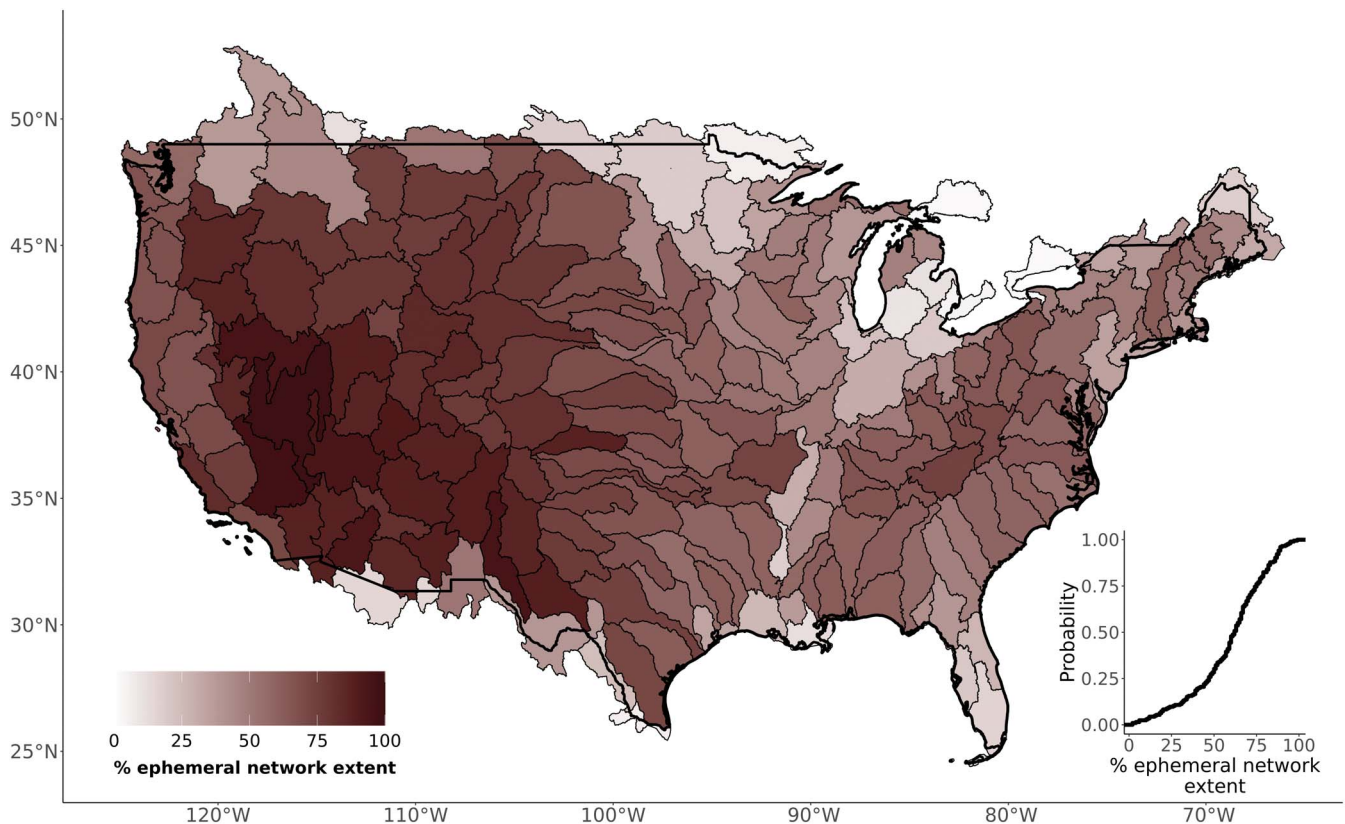 50°N
45°N
40°N
35°N
30°N
25°N
120°W 110°W 100°W 90°W 80°W 70°W
0 25 50 75 100
% ephemeral network extent
Probability
1.00
0.75
0.50
0.25
0.00
0 25 50 75 100
% ephemeral network
extent